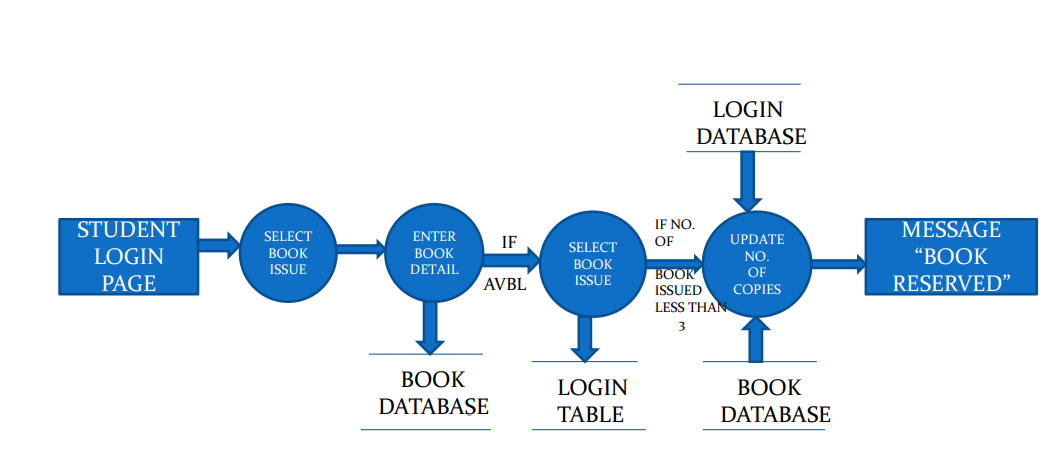 LOGIN
DATABASE
STUDENT
LOGIN
PAGE
SELECT
BOOK
ISSUE
ENTER
BOOK
DETAIL
IF
AVBL
SELECT
BOOK
ISSUE
IF NO.
OF
BOOK
ISSUED
LESS THAN
3
UPDATE
NO.
OF
COPIES
MESSAGE
“BOOK
RESERVED”
BOOK
DATABASE
LOGIN
TABLE
BOOK
DATABASE